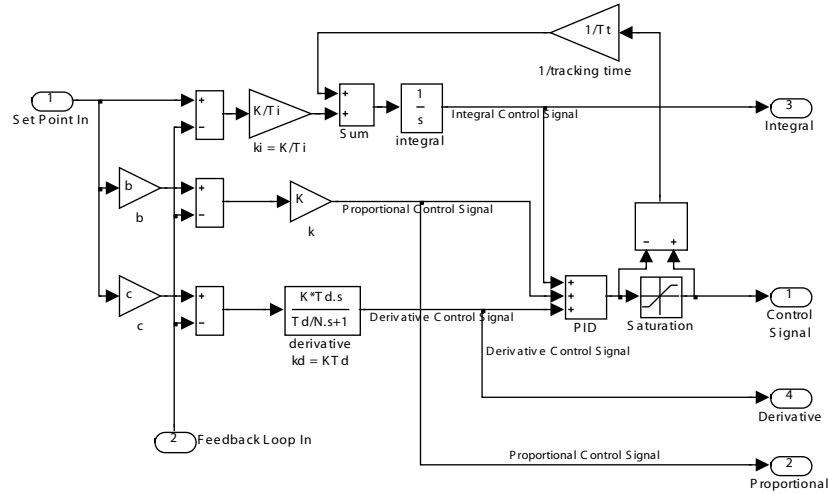 1/Tt
1/tracking time
1
Set Point In
+
−
K/Ti
ki = K/Ti
+
+
Sum
1
s
integral
Integral Control Signal
3
Integral
b
b
+
−
K
k
Proportional Control Signal
−
+
c
c
+
−
K*Td.s
Td/N.s+1
derivative
kd = KTd
Derivative Control Signal
+
+
+
PID
Saturation
1
Control
Signal
Derivative Control Signal
4
Derivative
2
Feedback Loop In
Proportional Control Signal
2
Proportional